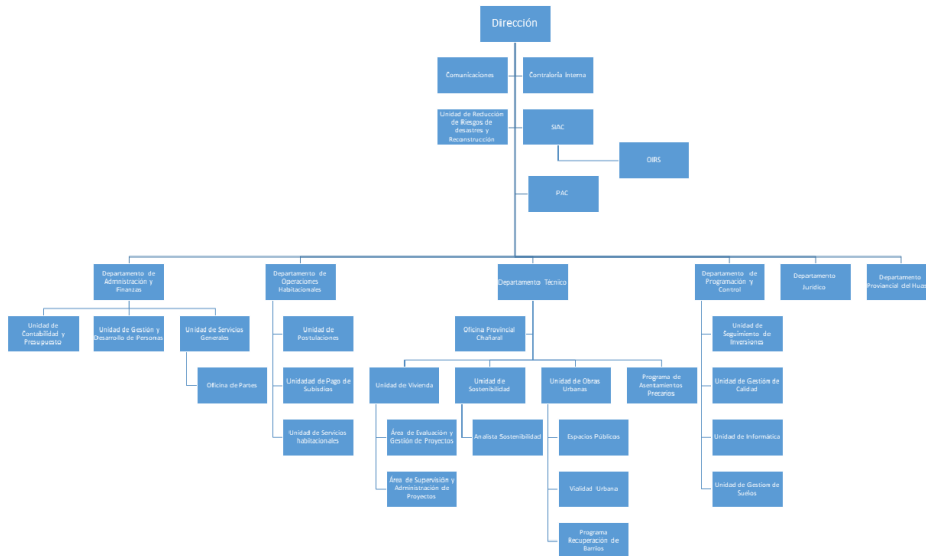 Dirección
Comunicaciones
Contraloría Interna
Unidad de Reducción
de Riesgos de
desastres y
Reconstrucción
SIAC
OIRS
PAC
Departamento de
Administración y
Finanzas
Departamento de
Operaciones
Habitacionales
Departamento Técnico
Departamento de
Programación y
Control
Departamento
Jurídico
Departamento
Provincial del Huas
Unidad de
Contabilidad y
Presupuesto
Unidad de Gestión y
Desarrollo de Personas
Unidad de Servicios
Generales
Oficina de Partes
Unidad de
Postulaciones
Unidadad de Pago de
Subsidios
Unidad de Servicios
habitacionales
Oficina Provincial
Chañaral
Unidad de Vivienda
Unidad de
Sostenibilidad
Unidad de Obras
Urbanas
Programa de
Asentamientos
Precarios
Área de Evaluación y
Gestión de Proyectos
Área de Supervisión y
Administración de
Proyectos
Analista Sostenibilidad
Espacios Públicos
Vialidad Urbana
Programa
Recuperación de
Barrios
Unidad de
Seguimiento de
Inversiones
Unidad de Gestión de
Calidad
Unidad de Informática
Unidad de Gestion de
Suelos